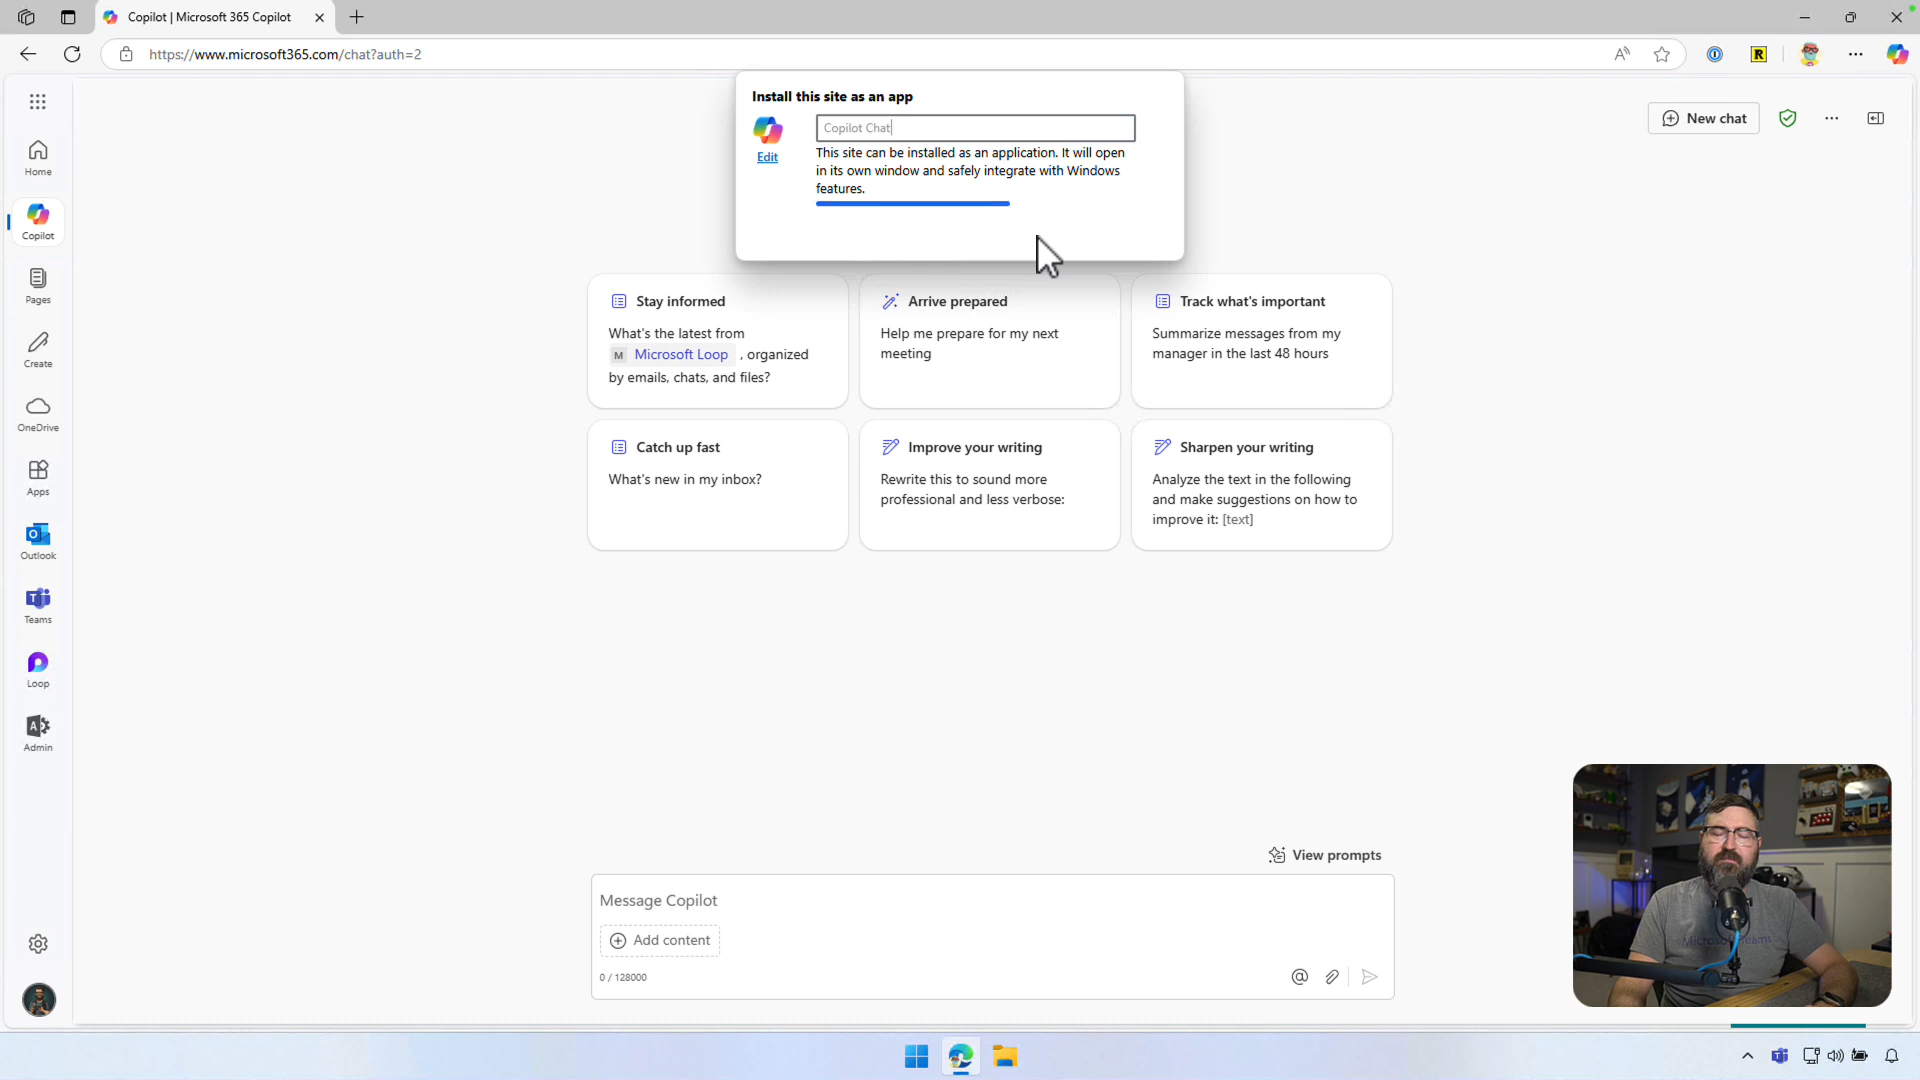 Copilot | Microsoft 365 Copilot
https://www.microsoft365.com/chat?auth=2
Install this site as an app
Copilot Chat
Edit
This site can be installed as an application. It will open
in its own window and safely integrate with Windows
features.
New chat
Home
Copilot
Pages
Create
OneDrive
Apps
Outlook
Teams
Loop
Admin
Stay informed
What's the latest from
M Microsoft Loop , organized
by emails, chats, and files?
Arrive prepared
Help me prepare for my next
meeting
Track what's important
Summarize messages from my
manager in the last 48 hours
Catch up fast
What's new in my inbox?
Improve your writing
Rewrite this to sound more
professional and less verbose:
Sharpen your writing
Analyze the text in the following
and make suggestions on how to
improve it: [text]
View prompts
Message Copilot
Add content
0 / 128000
Microsoft Teams